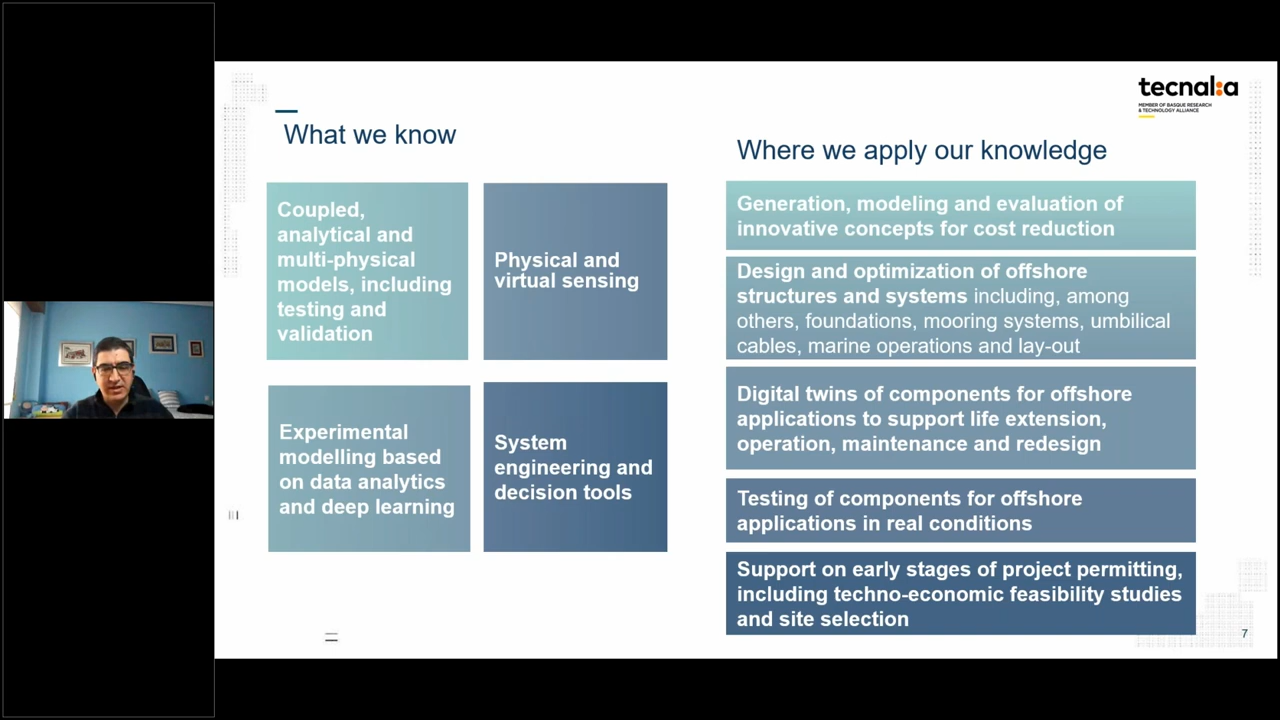 tecnal:a
MEMBER OF BASQUE RESEARCH
& TECHNOLOGY ALLIANCE
What we know
Coupled,
analytical and
multi-physical
models, including
testing and
validation
Physical and
virtual sensing
Experimental
modelling based
on data analytics
and deep learning
System
engineering and
decision tools
Where we apply our knowledge
Generation, modeling and evaluation of
innovative concepts for cost reduction
Design and optimization of offshore
structures and systems including, among
others, foundations, mooring systems, umbilical
cables, marine operations and lay-out
Digital twins of components for offshore
applications to support life extension,
operation, maintenance and redesign
Testing of components for offshore
applications in real conditions
Support on early stages of project permitting,
including techno-economic feasibility studies
and site selection
7